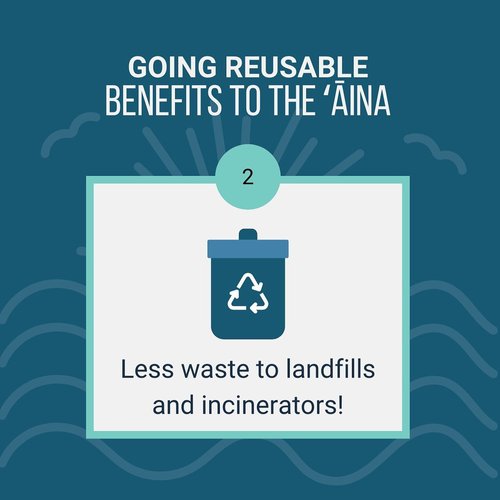 GOING REUSABLE
BENEFITS TO THE ʻĀINA
2
Less waste to landfills
and incinerators!